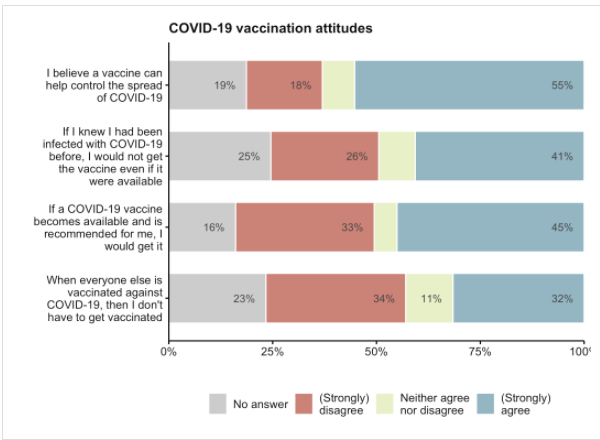 COVID-19 vaccination attitudes
I believe a vaccine can
help control the spread
of COVID-19
19%
18%
55%
If I knew I had been
infected with COVID-19
before, I would not get
the vaccine even if it
were available
25%
26%
41%
If a COVID-19 vaccine
becomes available and is
recommended for me, I
would get it
16%
33%
45%
When everyone else is
vaccinated against
COVID-19, then I don't
have to get vaccinated
23%
34%
11%
32%
0%
25%
50%
75%
100%
No answer
(Strongly)
disagree
Neither agree
nor disagree
(Strongly)
agree